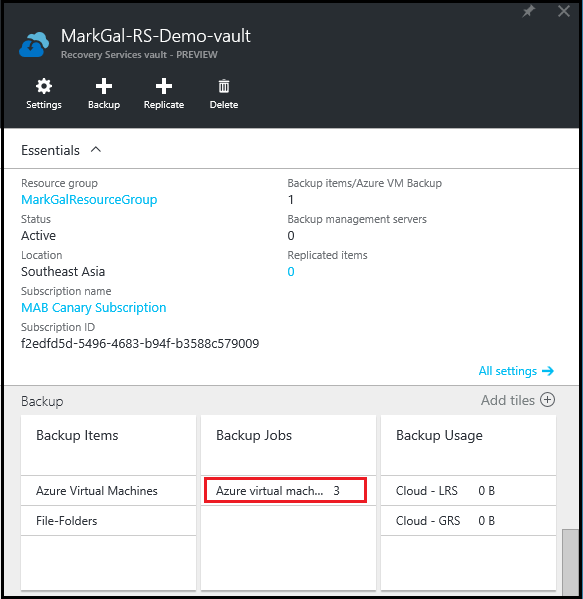 MarkGal-RS-Demo-vault
Recovery Services vault - PREVIEW
Settings
Backup
Replicate
Delete
Essentials
Resource group
MarkGalResourceGroup
Status
Active
Location
Southeast Asia
Subscription name
MAB Canary Subscription
Subscription ID
f2edfd5d-5496-4683-b94f-b3588c579009
Backup items/Azure VM Backup
1
Backup management servers
0
Replicated items
0
All settings
Backup
Add tiles
Backup Items
Azure Virtual Machines
File-Folders
Backup Jobs
Azure virtual mach... 3
Backup Usage
Cloud - LRS 0 B
Cloud - GRS 0 B